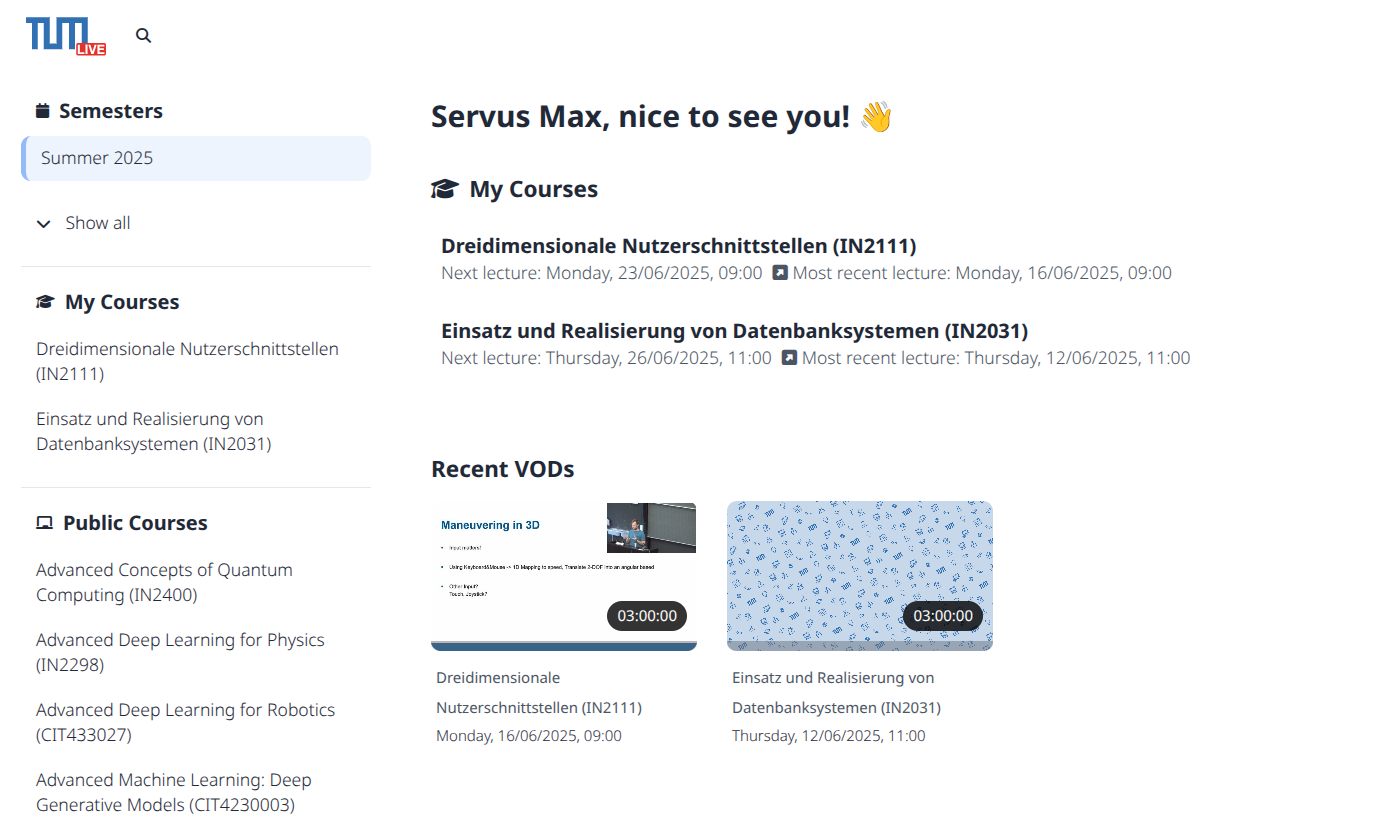 TUM LIVE
Semesters
Summer 2025
Show all
My Courses
Dreidimensionale Nutzerschnittstellen
(IN2111)
Einsatz und Realisierung von
Datenbanksystemen (IN2031)
Public Courses
Advanced Concepts of Quantum
Computing (IN2400)
Advanced Deep Learning for Physics
(IN2298)
Advanced Deep Learning for Robotics
(CIT433027)
Advanced Machine Learning: Deep
Generative Models (CIT4230003)
Servus Max, nice to see you! 👋
My Courses
Dreidimensionale Nutzerschnittstellen (IN2111)
Next lecture: Monday, 23/06/2025, 09:00 Most recent lecture: Monday, 16/06/2025, 09:00
Einsatz und Realisierung von Datenbanksystemen (IN2031)
Next lecture: Thursday, 26/06/2025, 11:00 Most recent lecture: Thursday, 12/06/2025, 11:00
Recent VODs
Maneuvering in 3D
Input matters!
Using Keyboard&Mouse -> 1D Mapping to speed, Translate 2-DOF into an angular based
Other Input?
Touch, Joystick?
03:00:00
Dreidimensionale
Nutzerschnittstellen (IN2111)
Monday, 16/06/2025, 09:00
03:00:00
Einsatz und Realisierung von
Datenbanksystemen (IN2031)
Thursday, 12/06/2025, 11:00